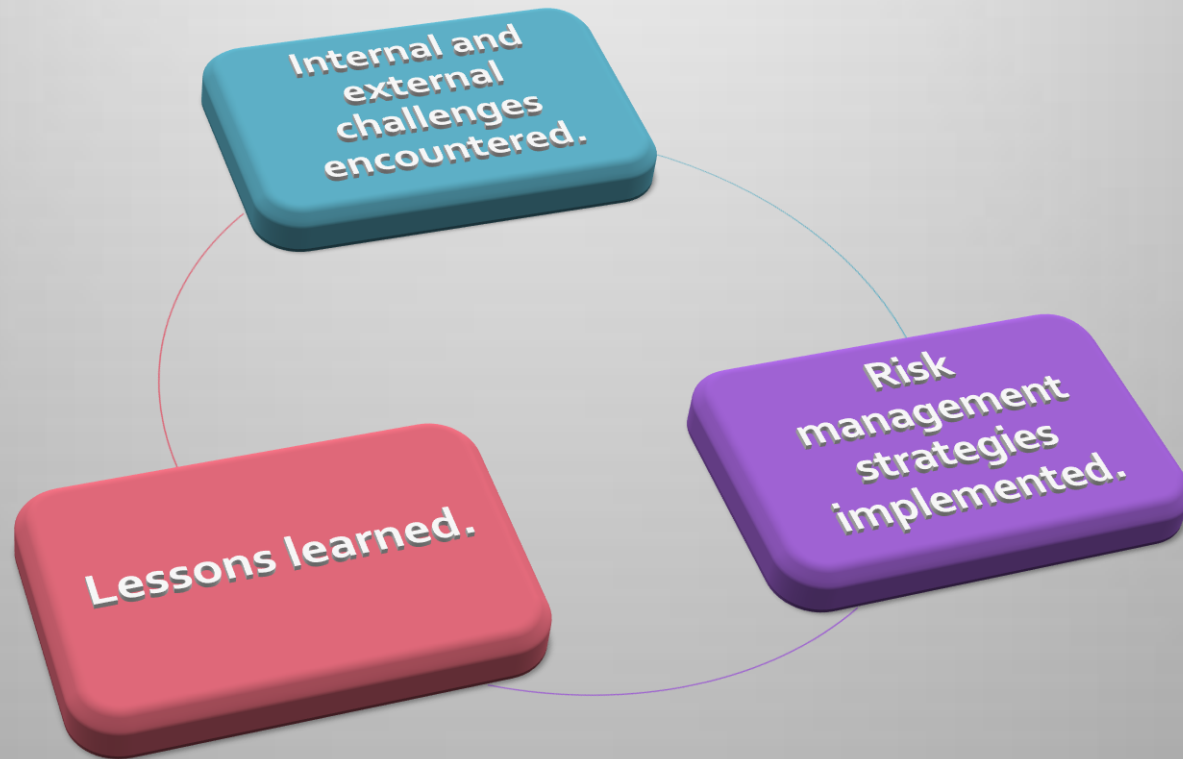 Internal and
external
challenges
encountered.
Risk
management
strategies
implemented.
Lessons learned.